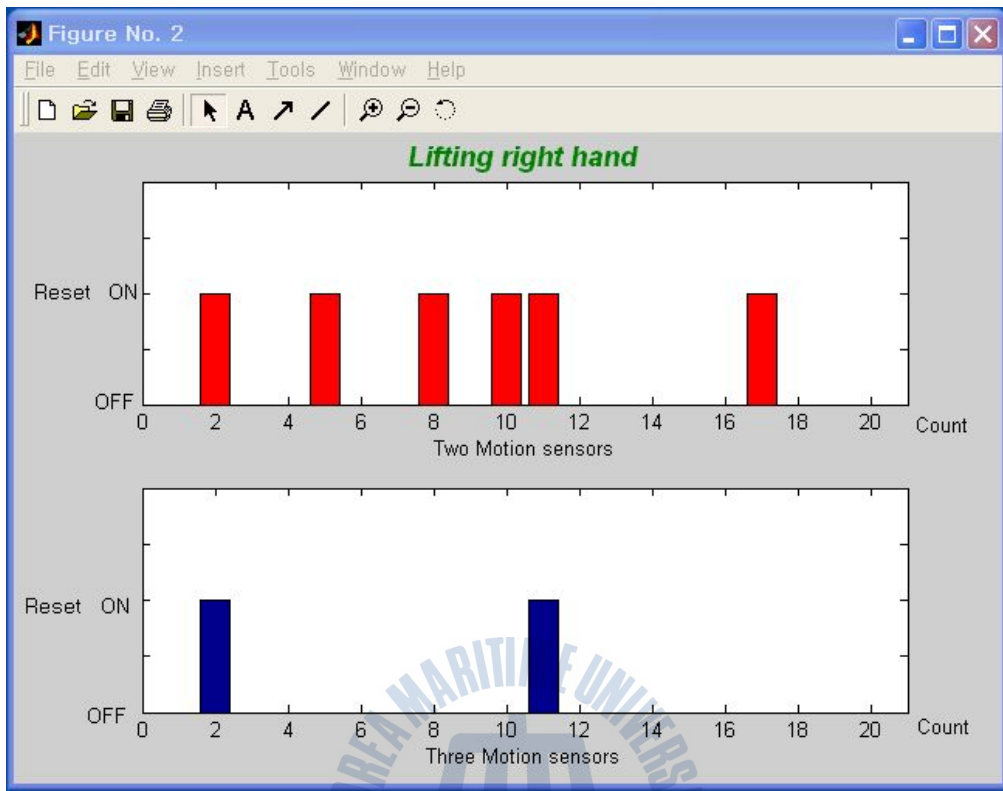 Figure No. 2
File Edit View Insert Tools Window Help
A
Lifting right hand
Reset ON
OFF
0 2 4 6 8 10 12 14 16 18 20 Count
Two Motion sensors
Reset ON
OFF
0 2 4 6 8 10 12 14 16 18 20 Count
Three Motion sensors